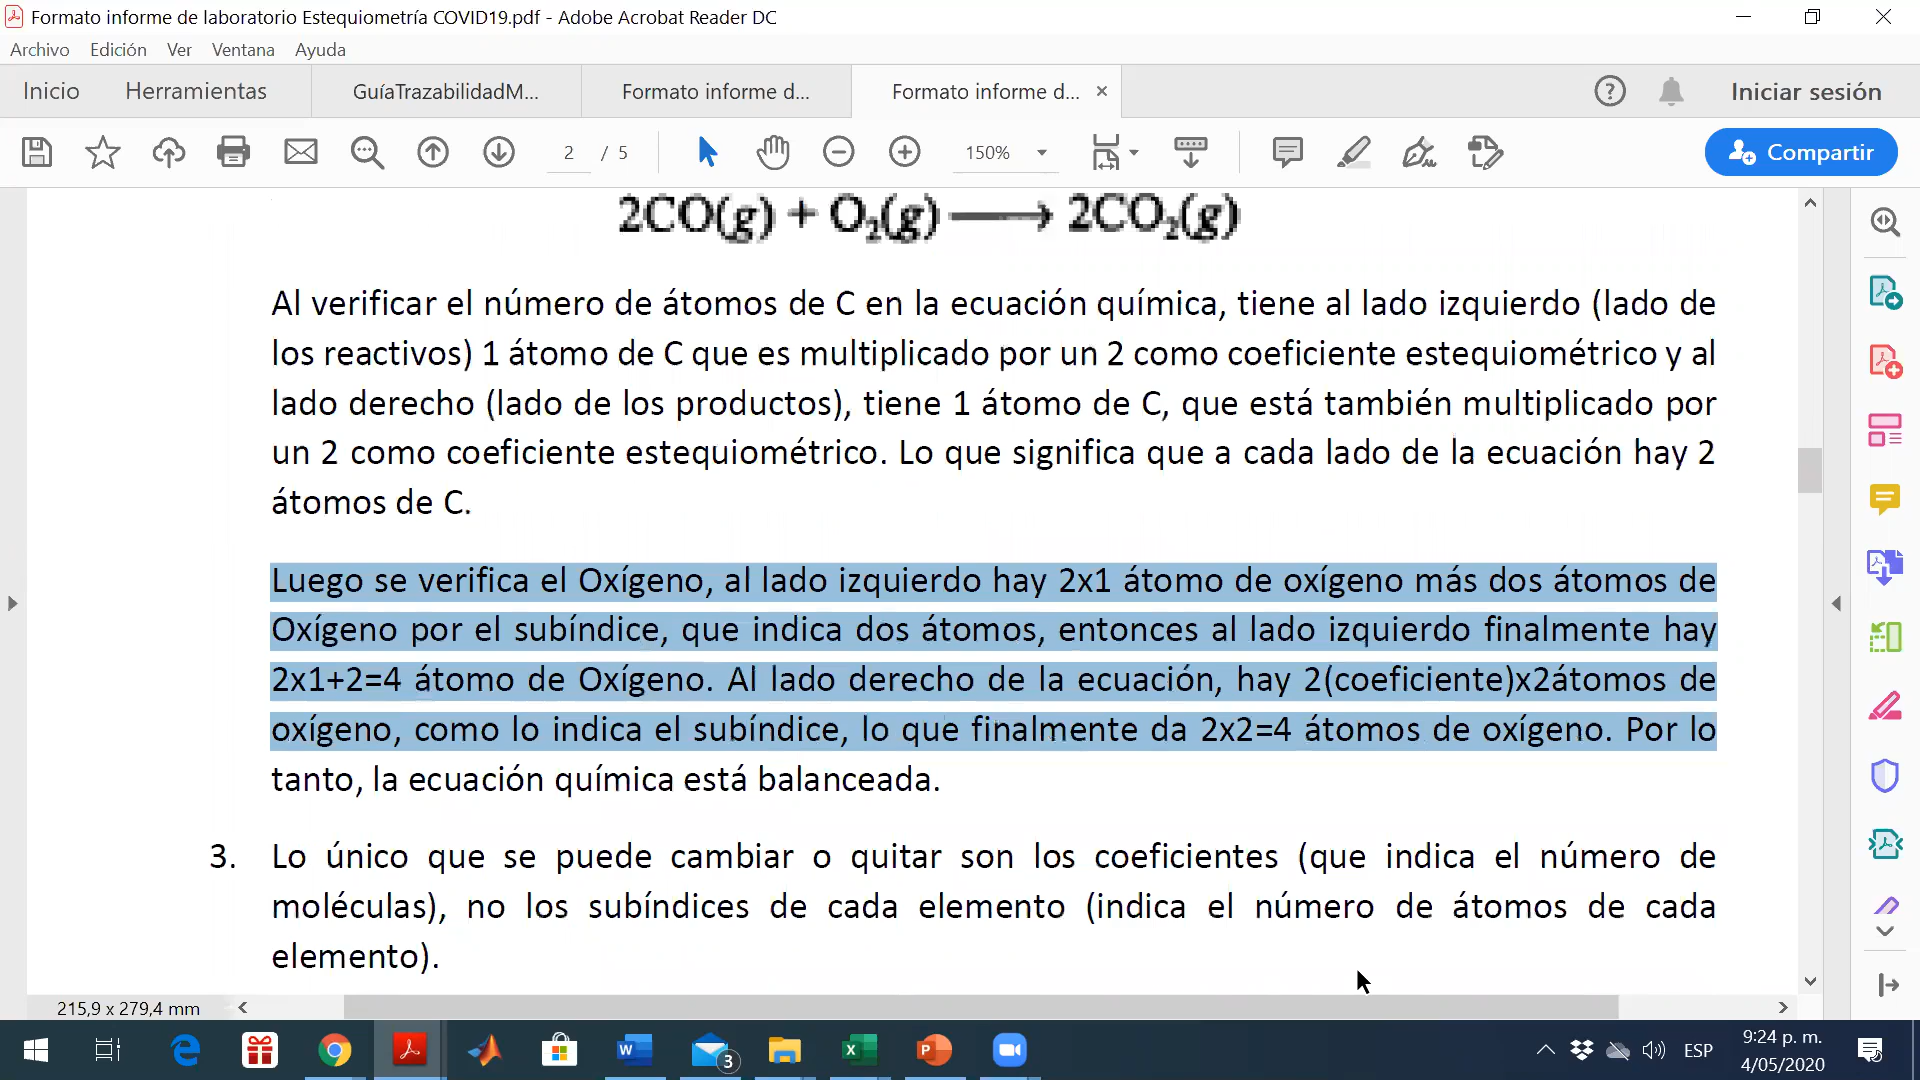 Formato informe de laboratorio Estequiometría COVID19.pdf - Adobe Acrobat Reader DC
Archivo Edición Ver Ventana Ayuda
Inicio Herramientas GuíaTrazabilidadM... Formato informe d... Formato informe d... Iniciar sesión
2 / 5 150% Compartir
2CO(g) + O₂(g) ⟶ 2CO₂(g)
Al verificar el número de átomos de C en la ecuación química, tiene al lado izquierdo (lado de
los reactivos) 1 átomo de C que es multiplicado por un 2 como coeficiente estequiométrico y al
lado derecho (lado de los productos), tiene 1 átomo de C, que está también multiplicado por
un 2 como coeficiente estequiométrico. Lo que significa que a cada lado de la ecuación hay 2
átomos de C.
Luego se verifica el Oxígeno, al lado izquierdo hay 2x1 átomo de oxígeno más dos átomos de
Oxígeno por el subíndice, que indica dos átomos, entonces al lado izquierdo finalmente hay
2x1+2=4 átomo de Oxígeno. Al lado derecho de la ecuación, hay 2(coeficiente)x2átomos de
oxígeno, como lo indica el subíndice, lo que finalmente da 2x2=4 átomos de oxígeno. Por lo
tanto, la ecuación química está balanceada.
3. Lo único que se puede cambiar o quitar son los coeficientes (que indica el número de
moléculas), no los subíndices de cada elemento (indica el número de átomos de cada
elemento).
215,9 x 279,4 mm
3 ESP 9:24 p. m.
4/05/2020